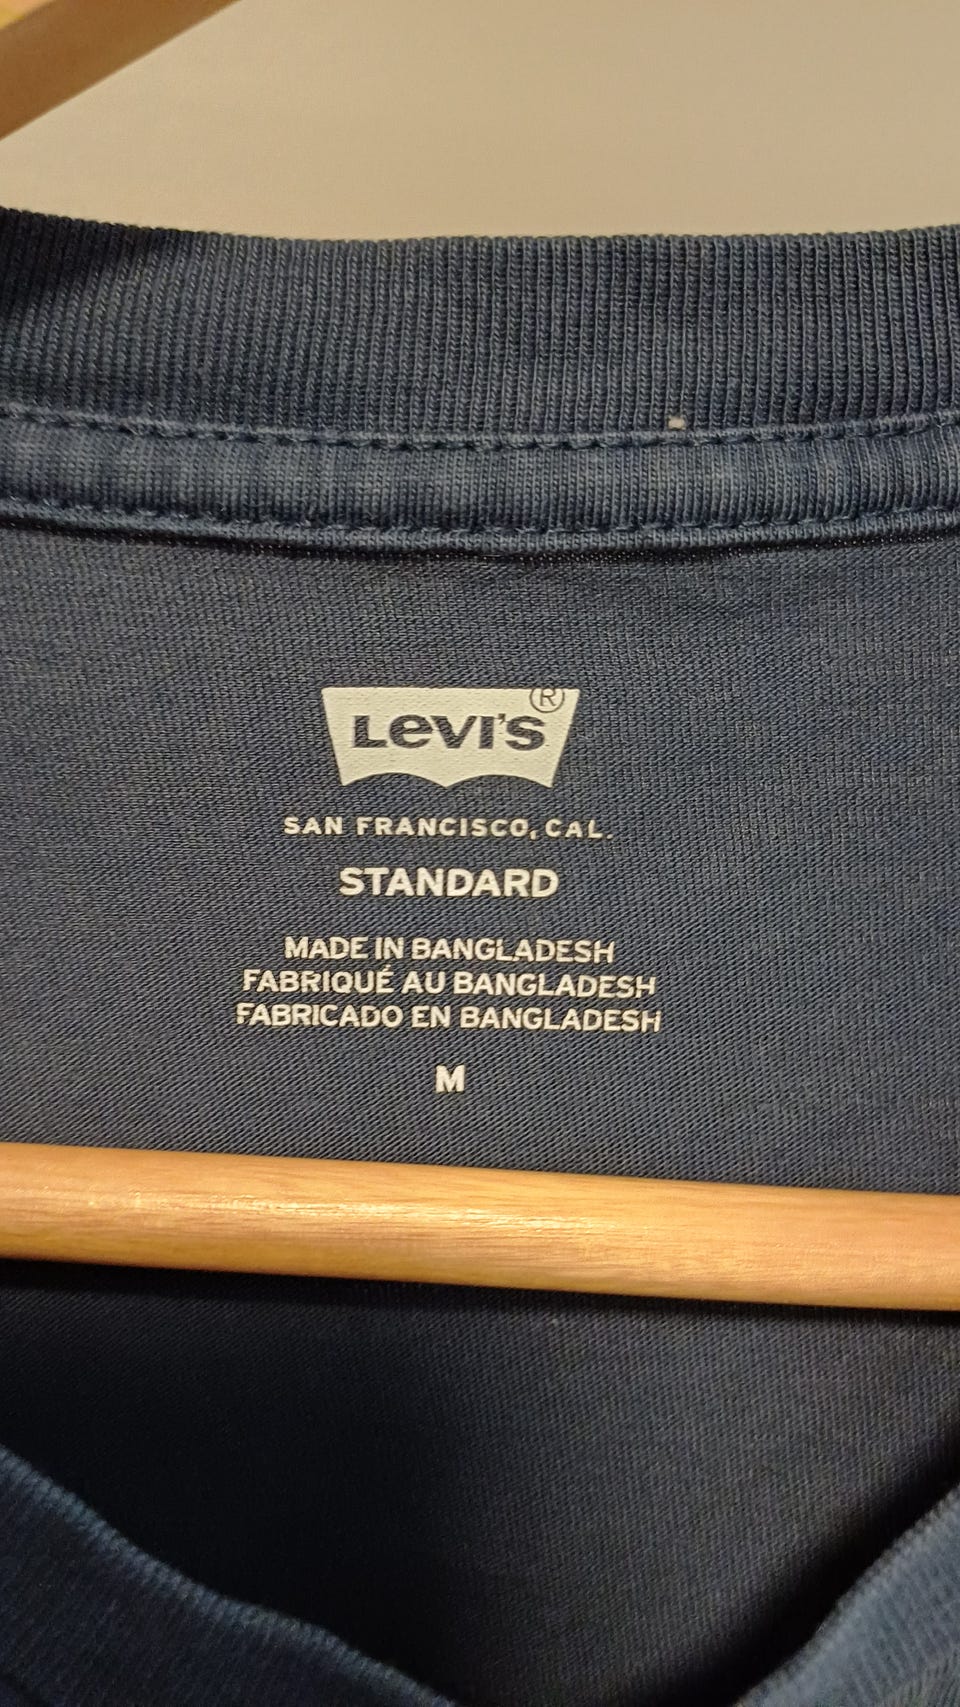 LEVI'S®
SAN FRANCISCO, CAL.
STANDARD
MADE IN BANGLADESH
FABRIQUÉ AU BANGLADESH
FABRICADO EN BANGLADESH
M